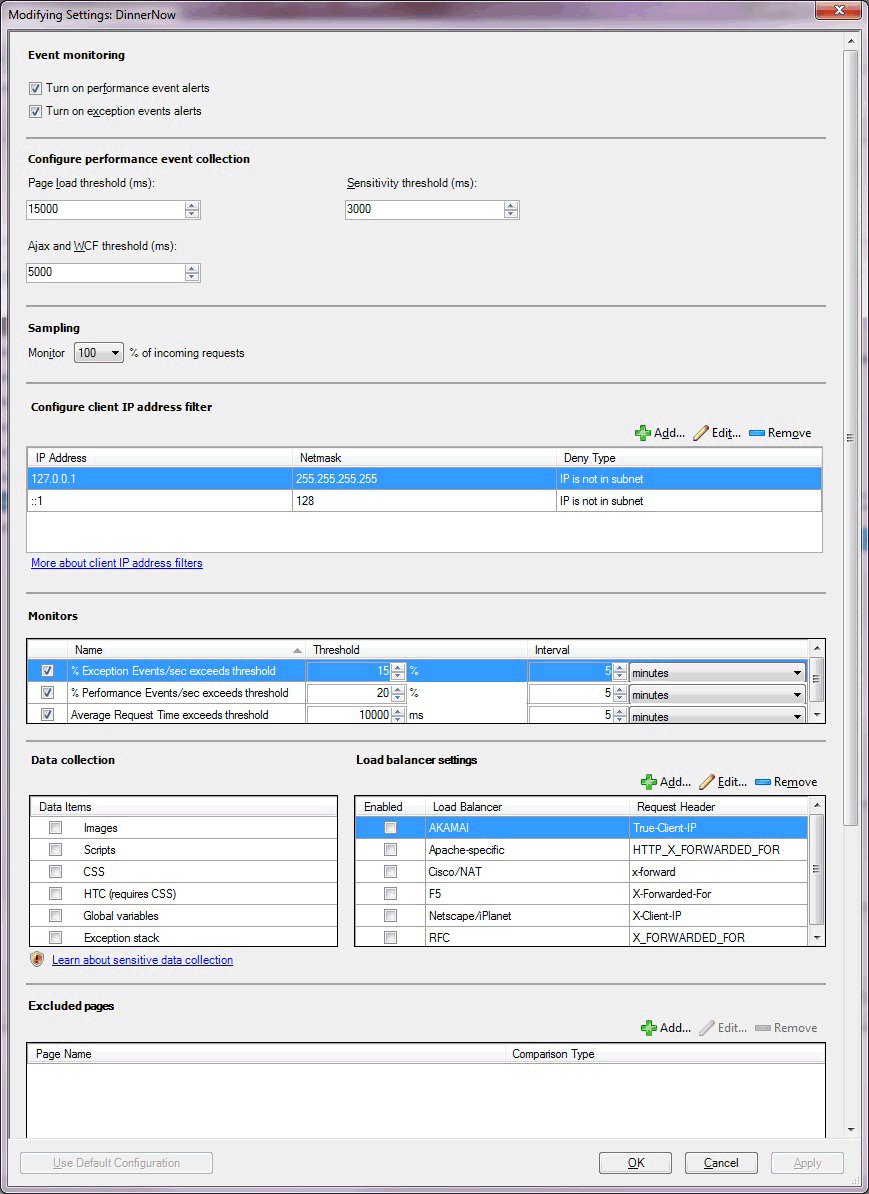 Modifying Settings: DinnerNow
Event monitoring
Turn on performance event alerts
Turn on exception events alerts
Configure performance event collection
Page load threshold (ms): Sensitivity threshold (ms):
15000 3000
Ajax and WCF threshold (ms):
5000
Sampling
Monitor 100 % of incoming requests
Configure client IP address filter
Add... Edit... Remove
IP Address Netmask Deny Type
127.0.0.1 255.255.255.255 IP is not in subnet
::1 128 IP is not in subnet
More about client IP address filters
Monitors
Name Threshold Interval
% Exception Events/sec exceeds threshold 15 % 5 minutes
% Performance Events/sec exceeds threshold 20 % 5 minutes
Average Request Time exceeds threshold 10000 ms 5 minutes
Data collection
Data Items
Images
Scripts
CSS
HTC (requires CSS)
Global variables
Exception stack
Learn about sensitive data collection
Load balancer settings
Add... Edit... Remove
Enabled Load Balancer Request Header
AKAMAI True-Client-IP
Apache-specific HTTP_X_FORWARDED_FOR
Cisco/NAT x-forward
F5 X-Forwarded-For
Netscape/iPlanet X-Client-IP
RFC X_FORWARDED_FOR
Excluded pages
Add... Edit... Remove
Page Name Comparison Type
Use Default Configuration OK Cancel Apply